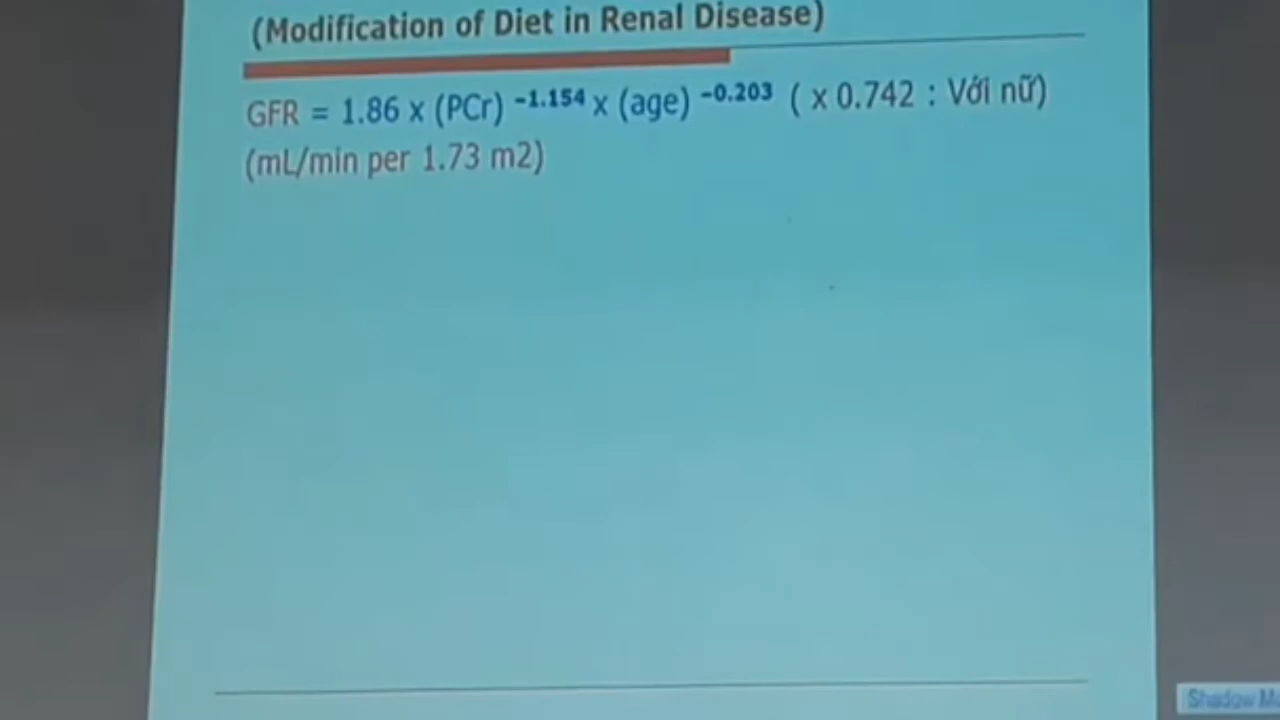 (Modification of Diet in Renal Disease)
GFR = 1.86 x (PCr) −1.154 x (age) −0.203 ( x 0.742 : Với nữ)
(mL/min per 1.73 m2)
Shadow